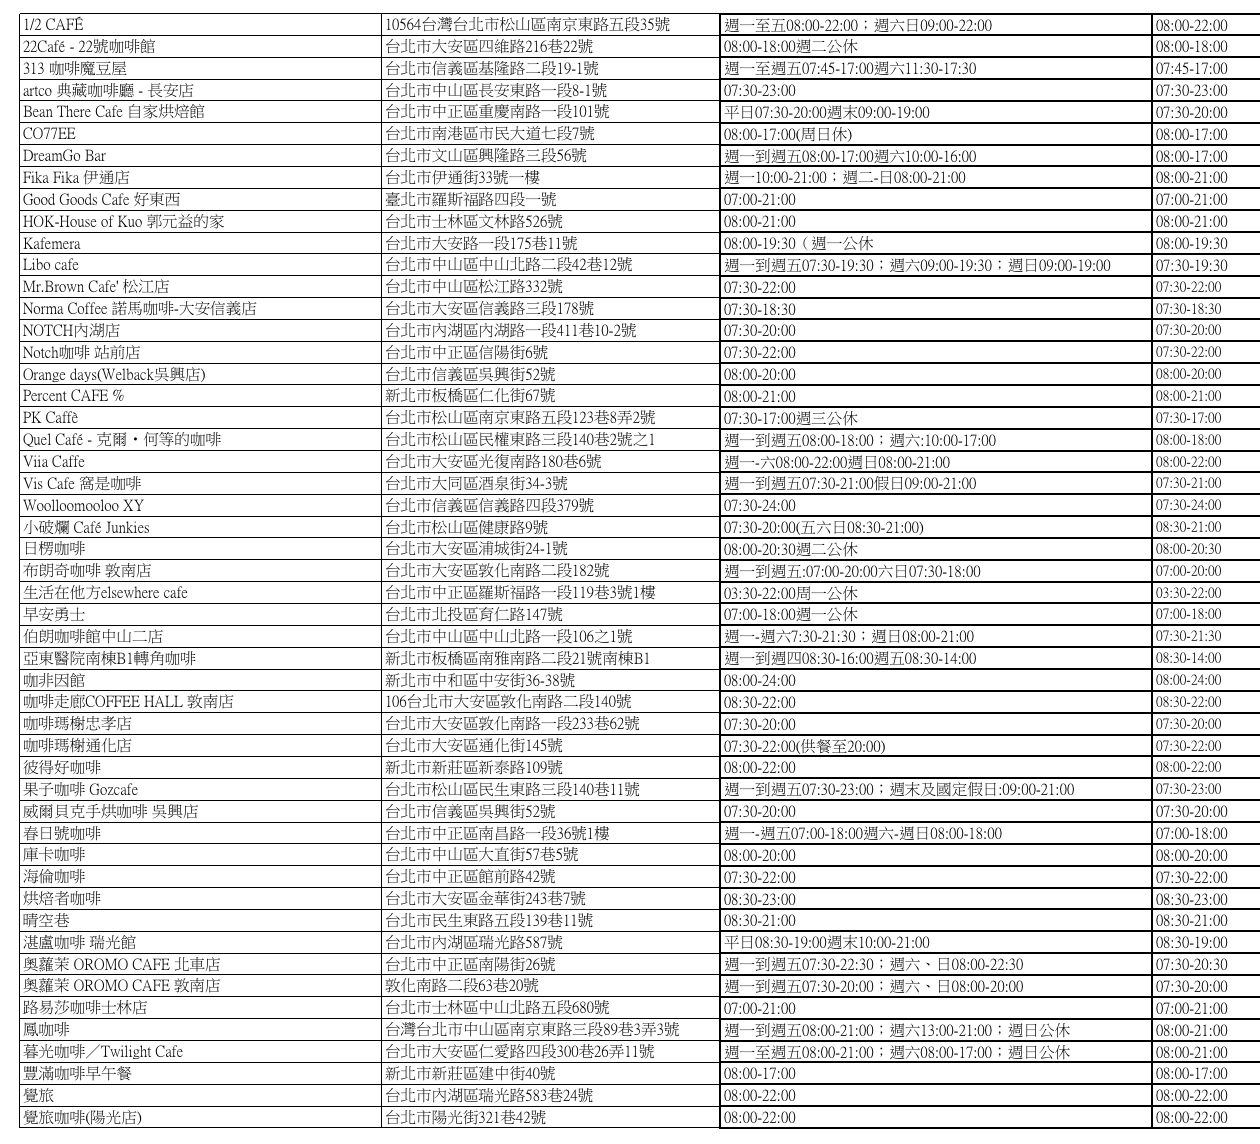 1/2 CAFÉ 10564台灣台北市松山區南京東路五段35號 週一至五08:00-22:00；週六日09:00-22:00 08:00-22:00
22Café - 22號咖啡館 台北市大安區四維路216巷22號 08:00-18:00週二公休 08:00-18:00
313 咖啡魔豆屋 台北市信義區基隆路二段19-1號 週一至週五07:45-17:00週六11:30-17:30 07:45-17:00
artco 典藏咖啡廳 - 長安店 台北市中山區長安東路一段8-1號 07:30-23:00 07:30-23:00
Bean There Cafe 自家烘焙館 台北市中正區重慶南路一段101號 平日07:30-20:00週末09:00-19:00 07:30-20:00
CO77EE 台北市南港區市民大道七段7號 08:00-17:00(周日休) 08:00-17:00
DreamGo Bar 台北市文山區興隆路三段56號 週一到週五08:00-17:00週六10:00-16:00 08:00-17:00
Fika Fika 伊通店 台北市伊通街33號一樓 週一10:00-21:00；週二-日08:00-21:00 08:00-21:00
Good Goods Cafe 好東西 臺北市羅斯福路四段一號 07:00-21:00 07:00-21:00
HOK-House of Kuo 郭元益的家 台北市士林區文林路526號 08:00-21:00 08:00-21:00
Kafemera 台北市大安路一段175巷11號 08:00-19:30（週一公休 08:00-19:30
Libo cafe 台北市中山區中山北路二段42巷12號 週一到週五07:30-19:30；週六09:00-19:30；週日09:00-19:00 07:30-19:30
Mr.Brown Cafe' 松江店 台北市中山區松江路332號 07:30-22:00 07:30-22:00
Norma Coffee 諾馬咖啡-大安信義店 台北市大安區信義路三段178號 07:30-18:30 07:30-18:30
NOTCH內湖店 台北市內湖區內湖路一段411巷10-2號 07:30-20:00 07:30-20:00
Notch咖啡 站前店 台北市中正區信陽街6號 07:30-22:00 07:30-22:00
Orange days(Welback吳興店) 台北市信義區吳興街52號 08:00-20:00 08:00-20:00
Percent CAFE % 新北市板橋區仁化街67號 08:00-21:00 08:00-21:00
PK Caffè 台北市松山區南京東路五段123巷8弄2號 07:30-17:00週三公休 07:30-17:00
Quel Café - 克爾・何等的咖啡 台北市松山區民權東路三段140巷2號之1 週一到週五08:00-18:00；週六:10:00-17:00 08:00-18:00
Viia Caffe 台北市大安區光復南路180巷6號 週一-六08:00-22:00週日08:00-21:00 08:00-22:00
Vis Cafe 窩是咖啡 台北市大同區酒泉街34-3號 週一到週五07:30-21:00假日09:00-21:00 07:30-21:00
Woolloomooloo XY 台北市信義區信義路四段379號 07:30-24:00 07:30-24:00
小破爛 Café Junkies 台北市松山區健康路9號 07:30-20:00(五六日08:30-21:00) 08:30-21:00
日楞咖啡 台北市大安區浦城街24-1號 08:00-20:30週二公休 08:00-20:30
布朗奇咖啡 敦南店 台北市大安區敦化南路二段182號 週一到週五:07:00-20:00六日07:30-18:00 07:00-20:00
生活在他方elsewhere cafe 台北市中正區羅斯福路一段119巷3號1樓 03:30-22:00周一公休 03:30-22:00
早安勇士 台北市北投區育仁路147號 07:00-18:00週一公休 07:00-18:00
伯朗咖啡館中山二店 台北市中山區中山北路一段106之1號 週一-週六7:30-21:30；週日08:00-21:00 07:30-21:30
亞東醫院南棟B1轉角咖啡 新北市板橋區南雅南路二段21號南棟B1 週一到週四08:30-16:00週五08:30-14:00 08:30-14:00
咖非因館 新北市中和區中安街36-38號 08:00-24:00 08:00-24:00
咖啡走廊COFFEE HALL 敦南店 106台北市大安區敦化南路二段140號 08:30-22:00 08:30-22:00
咖啡瑪榭忠孝店 台北市大安區敦化南路一段233巷62號 07:30-20:00 07:30-20:00
咖啡瑪榭通化店 台北市大安區通化街145號 07:30-22:00(供餐至20:00) 07:30-22:00
彼得好咖啡 新北市新莊區新泰路109號 08:00-22:00 08:00-22:00
果子咖啡 Gozcafe 台北市松山區民生東路三段140巷11號 週一到週五07:30-23:00；週末及國定假日:09:00-21:00 07:30-23:00
威爾貝克手烘咖啡 吳興店 台北市信義區吳興街52號 07:30-20:00 07:30-20:00
春日號咖啡 台北市中正區南昌路一段36號1樓 週一-週五07:00-18:00週六-週日08:00-18:00 07:00-18:00
庫卡咖啡 台北市中山區大直街57巷5號 08:00-20:00 08:00-20:00
海倫咖啡 台北市中正區館前路42號 07:30-22:00 07:30-22:00
烘焙者咖啡 台北市大安區金華街243巷7號 08:30-23:00 08:30-23:00
晴空巷 台北市民生東路五段139巷11號 08:30-21:00 08:30-21:00
湛盧咖啡 瑞光館 台北市內湖區瑞光路587號 平日08:30-19:00週末10:00-21:00 08:30-19:00
奧蘿茉 OROMO CAFE 北車店 台北市中正區南陽街26號 週一到週五07:30-22:30；週六、日08:00-22:30 07:30-20:30
奧蘿茉 OROMO CAFE 敦南店 敦化南路二段63巷20號 週一到週五07:30-20:00；週六、日08:00-20:00 07:30-20:00
路易莎咖啡士林店 台北市士林區中山北路五段680號 07:00-21:00 07:00-21:00
鳳咖啡 台灣台北市中山區南京東路三段89巷3弄3號 週一到週五08:00-21:00；週六13:00-21:00；週日公休 08:00-21:00
暮光咖啡／Twilight Cafe 台北市大安區仁愛路四段300巷26弄11號 週一至週五08:00-21:00；週六08:00-17:00；週日公休 08:00-21:00
豐滿咖啡早午餐 新北市新莊區建中街40號 08:00-17:00 08:00-17:00
覺旅 台北市內湖區瑞光路583巷24號 08:00-22:00 08:00-22:00
覺旅咖啡(陽光店) 台北市陽光街321巷42號 08:00-22:00 08:00-22:00